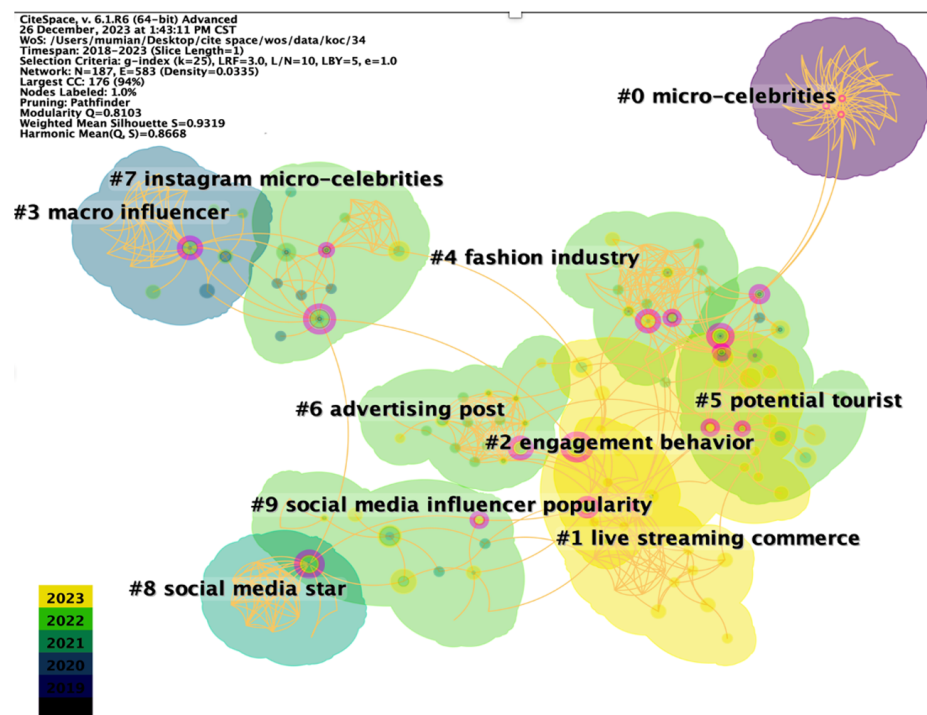 CiteSpace, v. 6.1.R6 (64-bit) Advanced
26 December, 2023 at 1:43:11 PM CST
WoS: /Users/mumian/Desktop/cite space/wos/data/koc/34
Timespan: 2018-2023 (Slice Length=1)
Selection Criteria: g-index (k=25), LRF=3.0, L/N=10, LBY=5, e=1.0
Network: N=187, E=583 (Density=0.0335)
Largest CC: 176 (94%)
Nodes Labeled: 1.0%
Pruning: Pathfinder
Modularity Q=0.8103
Weighted Mean Silhouette S=0.9319
Harmonic Mean(Q, S)=0.8668
#0 micro-celebrities
#7 instagram micro-celebrities
#3 macro influencer
#4 fashion industry
#5 potential tourist
#6 advertising post
#2 engagement behavior
#9 social media influencer popularity
#1 live streaming commerce
#8 social media star
2023
2022
2021
2020
2019